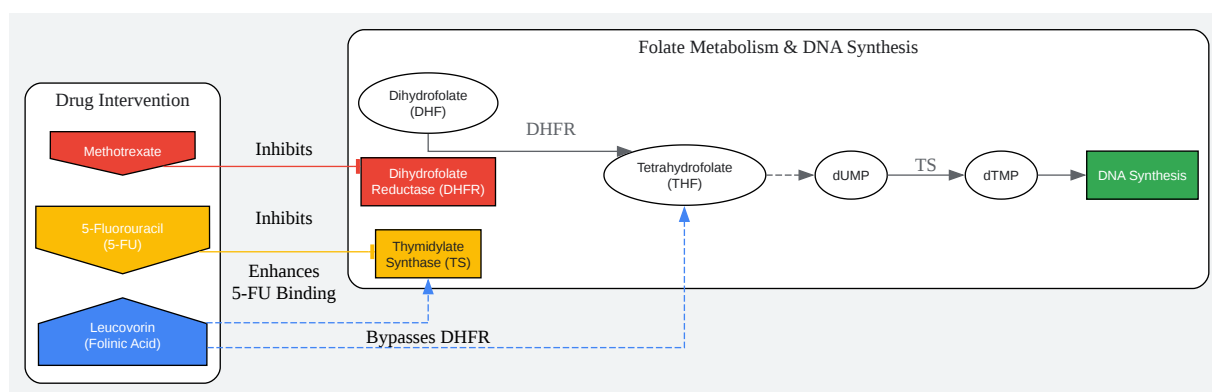 Folate Metabolism & DNA Synthesis
Drug Intervention
Dihydrofolate
(DHF)
DHFR
Methotrexate
Inhibits
Dihydrofolate
Reductase (DHFR)
Tetrahydrofolate
(THF)
dUMP
TS
dTMP
DNA Synthesis
5-Fluorouracil
(5-FU)
Inhibits
Thymidylate
Synthase (TS)
Enhances
5-FU Binding
Leucovorin
(Folinic Acid)
Bypasses DHFR